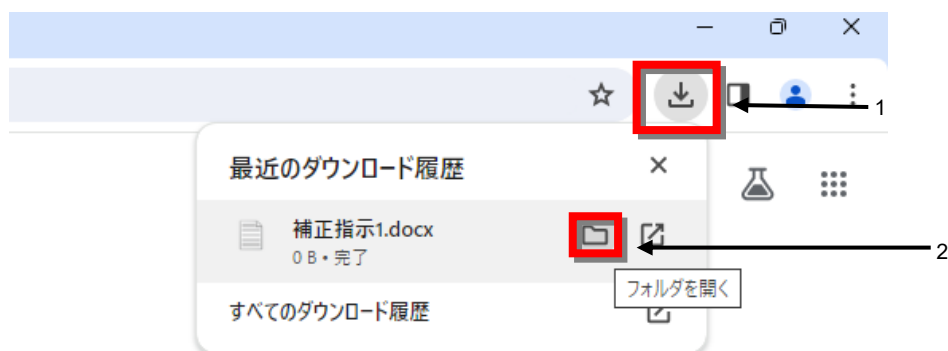 1
最近のダウンロード履歴
補正指示1.docx
0 B • 完了
2
フォルダを開く
すべてのダウンロード履歴